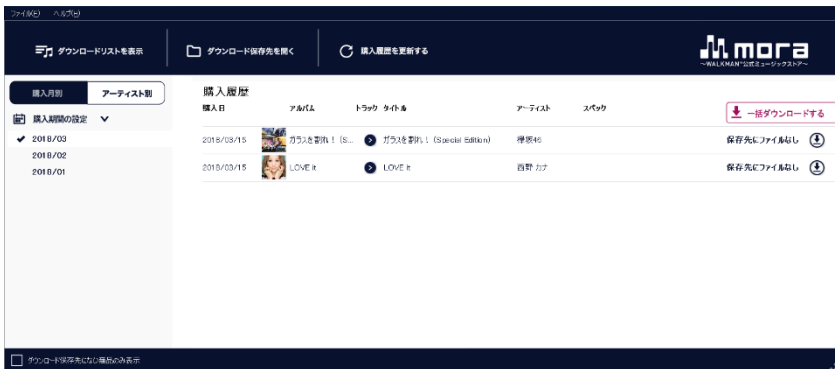 ファイル(F) ヘルプ(H)
ダウンロードリストを表示 ダウンロード保存先を開く 購入履歴を更新する
mora
～WALKMAN®公式ミュージックストア～
購入月別 アーティスト別
購入期間の設定
2018/03
2018/02
2018/01
購入履歴
購入日 アルバム トラック タイトル アーティスト スペック
一括ダウンロードする
2018/03/15 ガラスを割れ！ (S... ガラスを割れ！ (Special Edition) 欅坂46 保存先にファイルなし
2018/03/15 LOVE it LOVE it 西野 カナ 保存先にファイルなし
ダウンロード保存先にない商品のみ表示